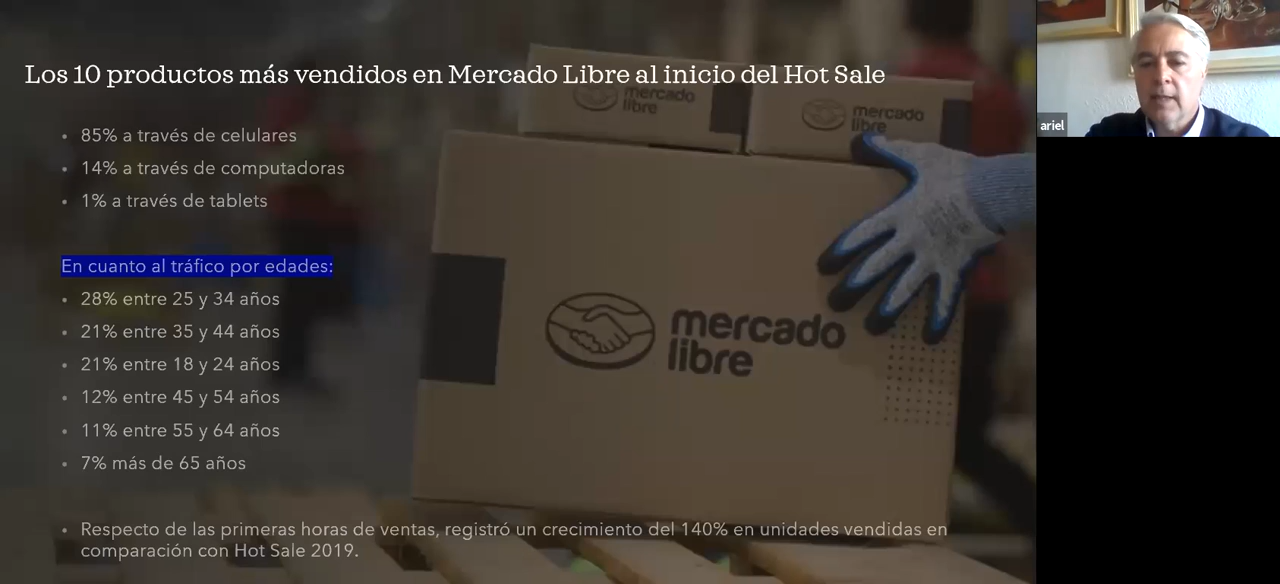 Los 10 productos más vendidos en Mercado Libre al inicio del Hot Sale
mercado
libre
mercado
libre
ariel
• 85% a través de celulares
• 14% a través de computadoras
• 1% a través de tablets
En cuanto al tráfico por edades:
• 28% entre 25 y 34 años
• 21% entre 35 y 44 años
• 21% entre 18 y 24 años
• 12% entre 45 y 54 años
• 11% entre 55 y 64 años
• 7% más de 65 años
mercado
libre
• Respecto de las primeras horas de ventas, registró un crecimiento del 140% en unidades vendidas en
comparación con Hot Sale 2019.